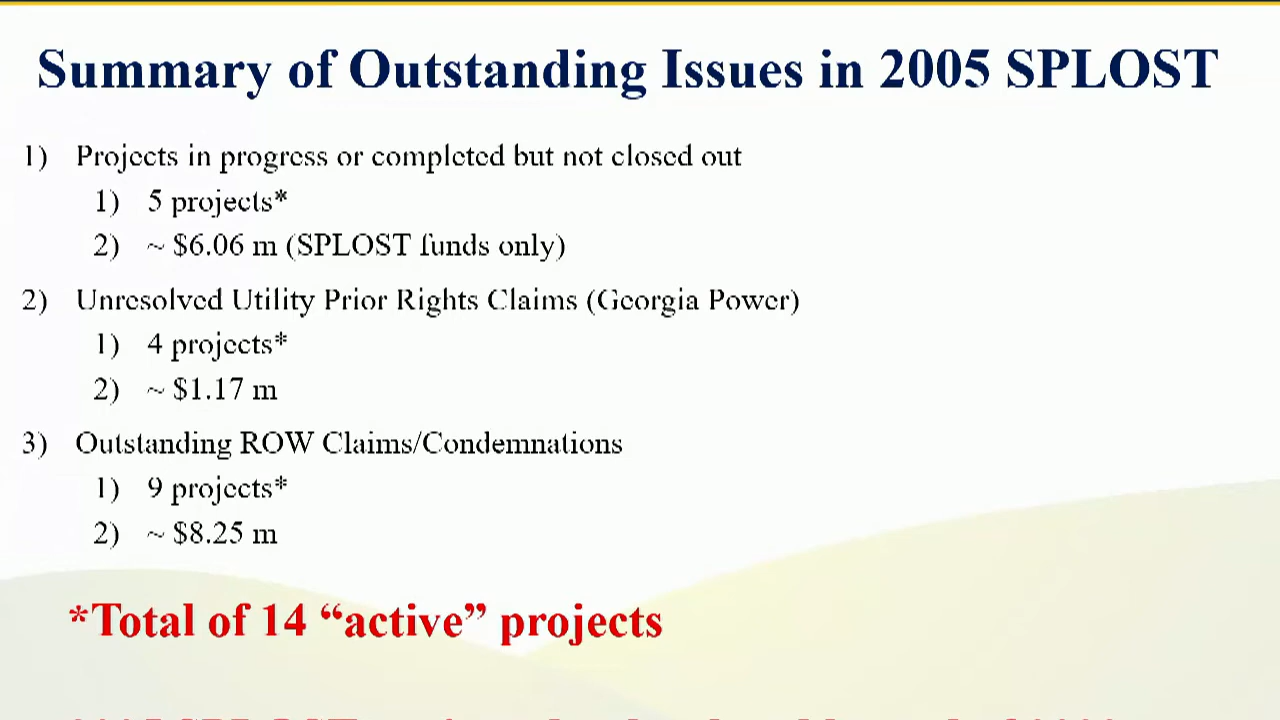 Summary of Outstanding Issues in 2005 SPLOST
1) Projects in progress or completed but not closed out
1) 5 projects*
2) ~ $6.06 m (SPLOST funds only)
2) Unresolved Utility Prior Rights Claims (Georgia Power)
1) 4 projects*
2) ~ $1.17 m
3) Outstanding ROW Claims/Condemnations
1) 9 projects*
2) ~ $8.25 m
*Total of 14 “active” projects